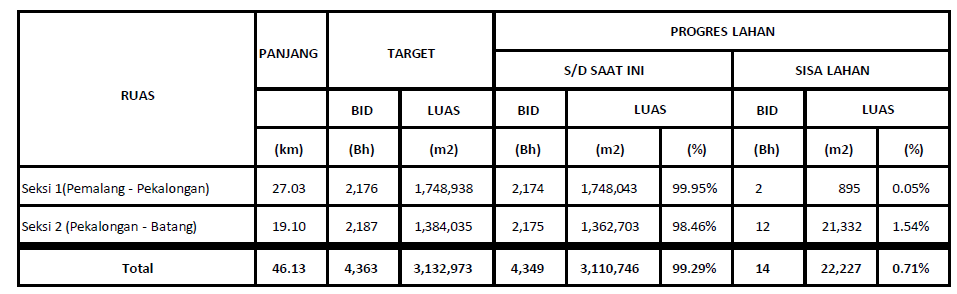 PROGRES LAHAN
PANJANG TARGET
S/D SAAT INI SISA LAHAN
RUAS
BID LUAS BID LUAS BID LUAS
(km) (Bh) (m2) (Bh) (m2) (%) (Bh) (m2) (%)
Seksi 1(Pemalang - Pekalongan) 27.03 2,176 1,748,938 2,174 1,748,043 99.95% 2 895 0.05%
Seksi 2 (Pekalongan - Batang) 19.10 2,187 1,384,035 2,175 1,362,703 98.46% 12 21,332 1.54%
Total 46.13 4,363 3,132,973 4,349 3,110,746 99.29% 14 22,227 0.71%